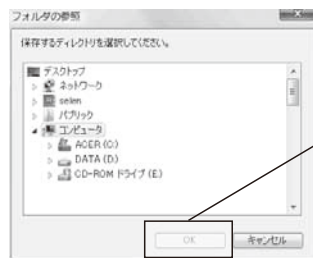 フォルダの参照
保存するディレクトリを選択してください。
デスクトップ
ネットワーク
selen
パブリック
コンピュータ
ACER (C:)
DATA (D:)
CD-ROM ドライブ (E:)
OK
キャンセル